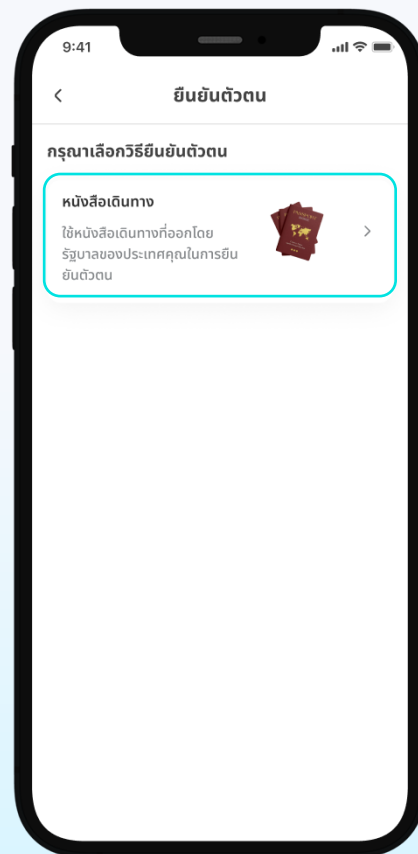 9:41
ยืนยันตัวตน
กรุณาเลือกวิธียืนยันตัวตน
หนังสือเดินทาง
ใช้หนังสือเดินทางที่ออกโดย
รัฐบาลของประเทศคุณในการยืน
ยันตัวตน